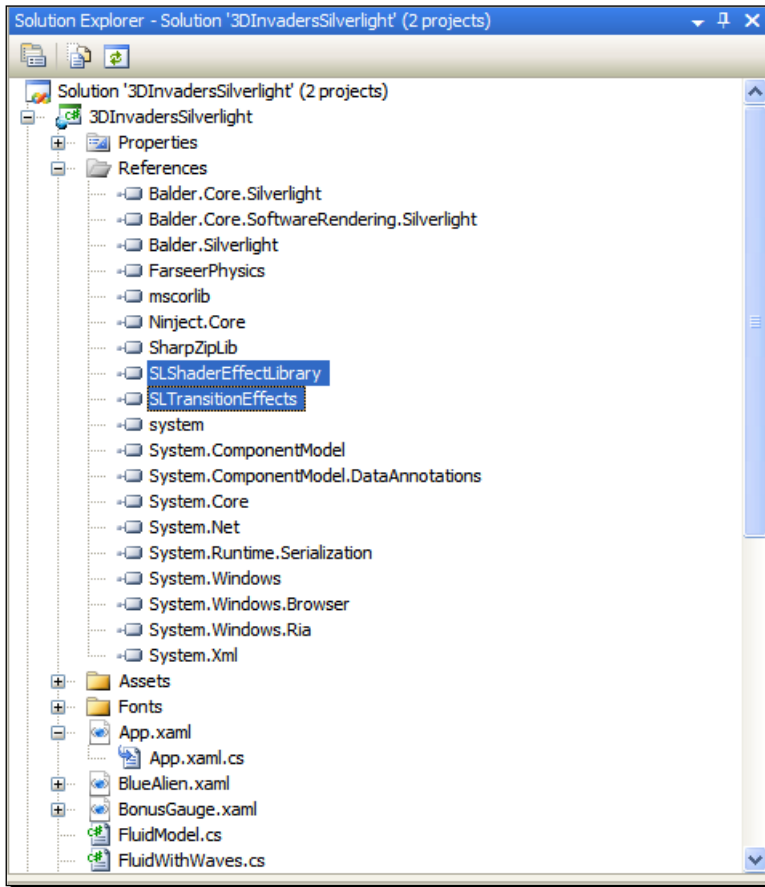 Solution Explorer - Solution '3DInvadersSilverlight' (2 projects)
Solution '3DInvadersSilverlight' (2 projects)
3DInvadersSilverlight
Properties
References
Balder.Core.Silverlight
Balder.Core.SoftwareRendering.Silverlight
Balder.Silverlight
FarseerPhysics
mscorlib
Ninject.Core
SharpZipLib
SLShaderEffectLibrary
SLTransitionEffects
system
System.ComponentModel
System.ComponentModel.DataAnnotations
System.Core
System.Net
System.Runtime.Serialization
System.Windows
System.Windows.Browser
System.Windows.Ria
System.Xml
Assets
Fonts
App.xaml
App.xaml.cs
BlueAlien.xaml
BonusGauge.xaml
FluidModel.cs
FluidWithWaves.cs